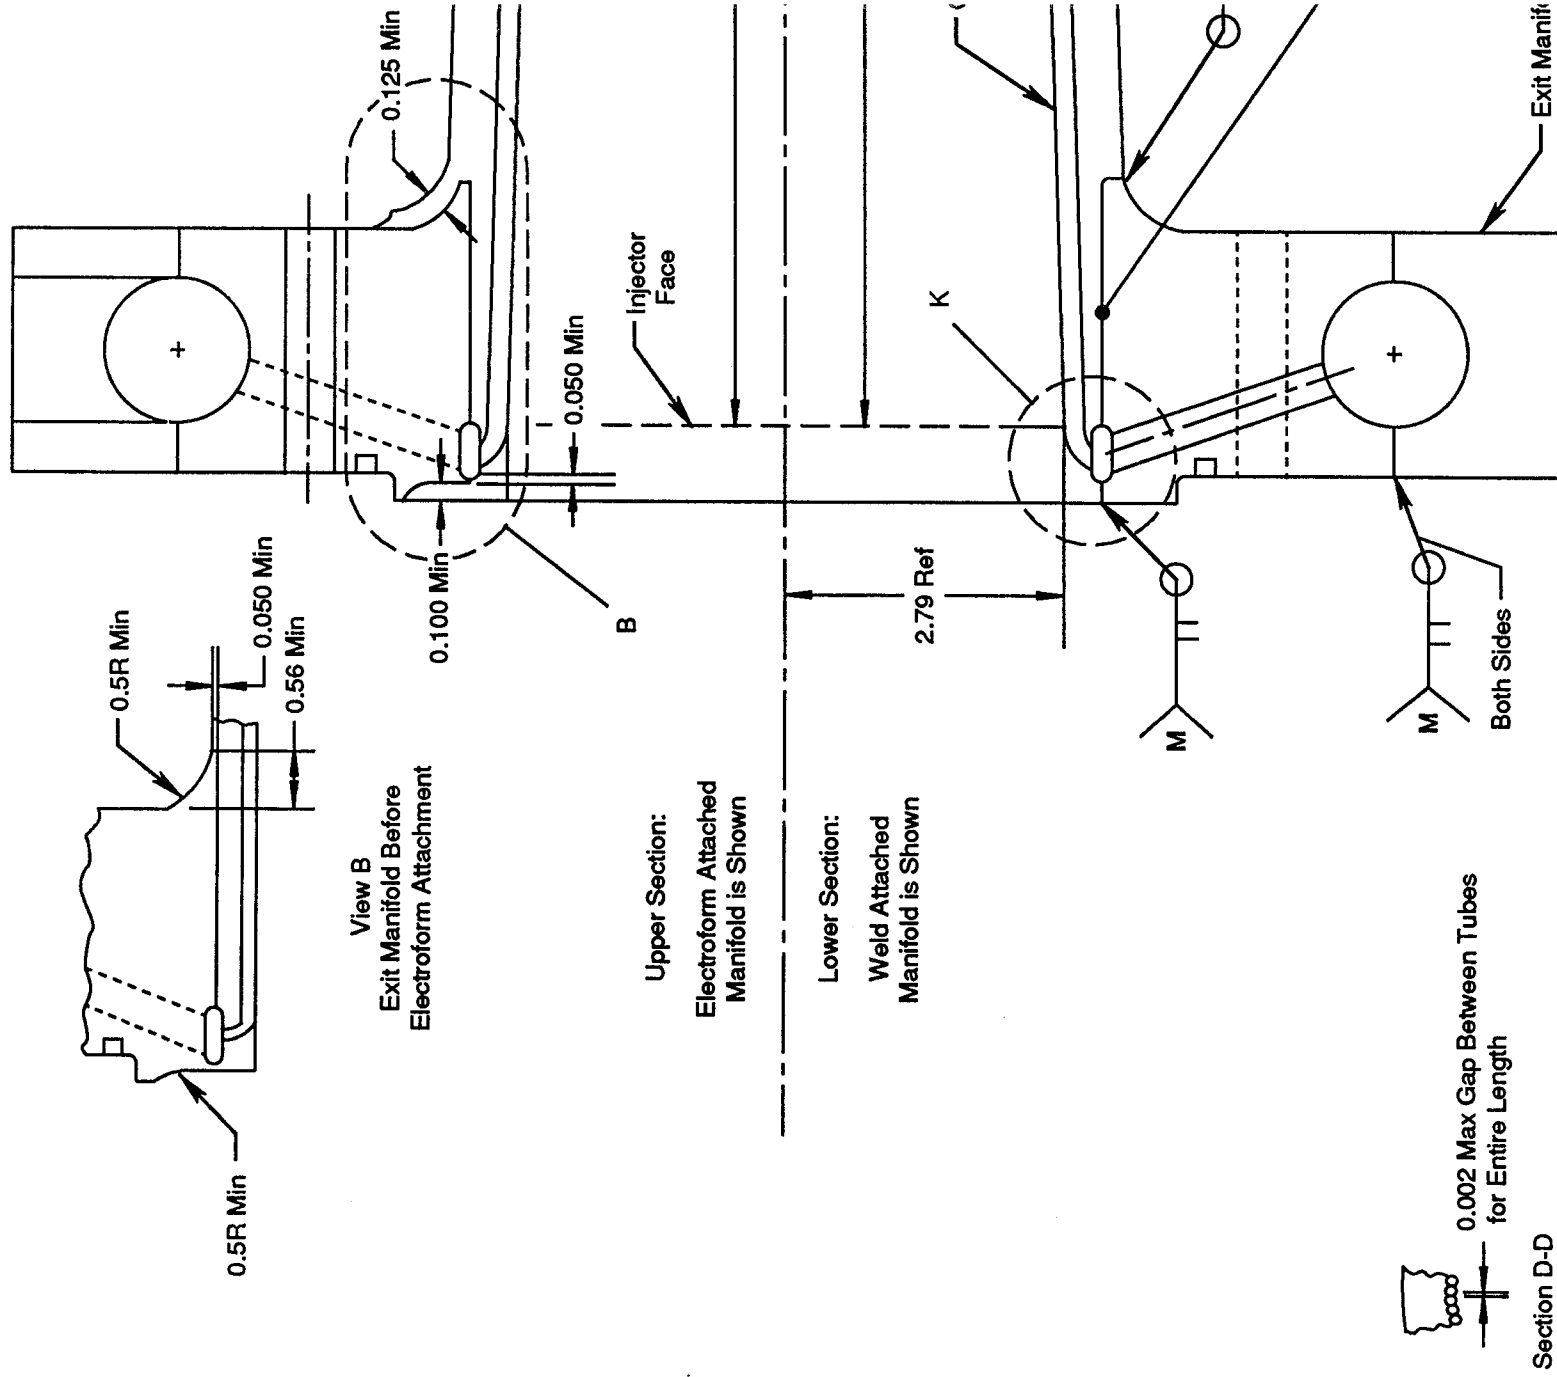 0.125 Min
0.5R Min
0.050 Min
0.56 Min
0.5R Min
View B
Exit Manifold Before
Electroform Attachment
0.100 Min
0.050 Min
B
Injector
Face
K
Upper Section:
Electroform Attached
Manifold is Shown
Lower Section:
Weld Attached
Manifold is Shown
2.79 Ref
M
M
Both Sides
Exit Manif
0.002 Max Gap Between Tubes
for Entire Length
Section D-D